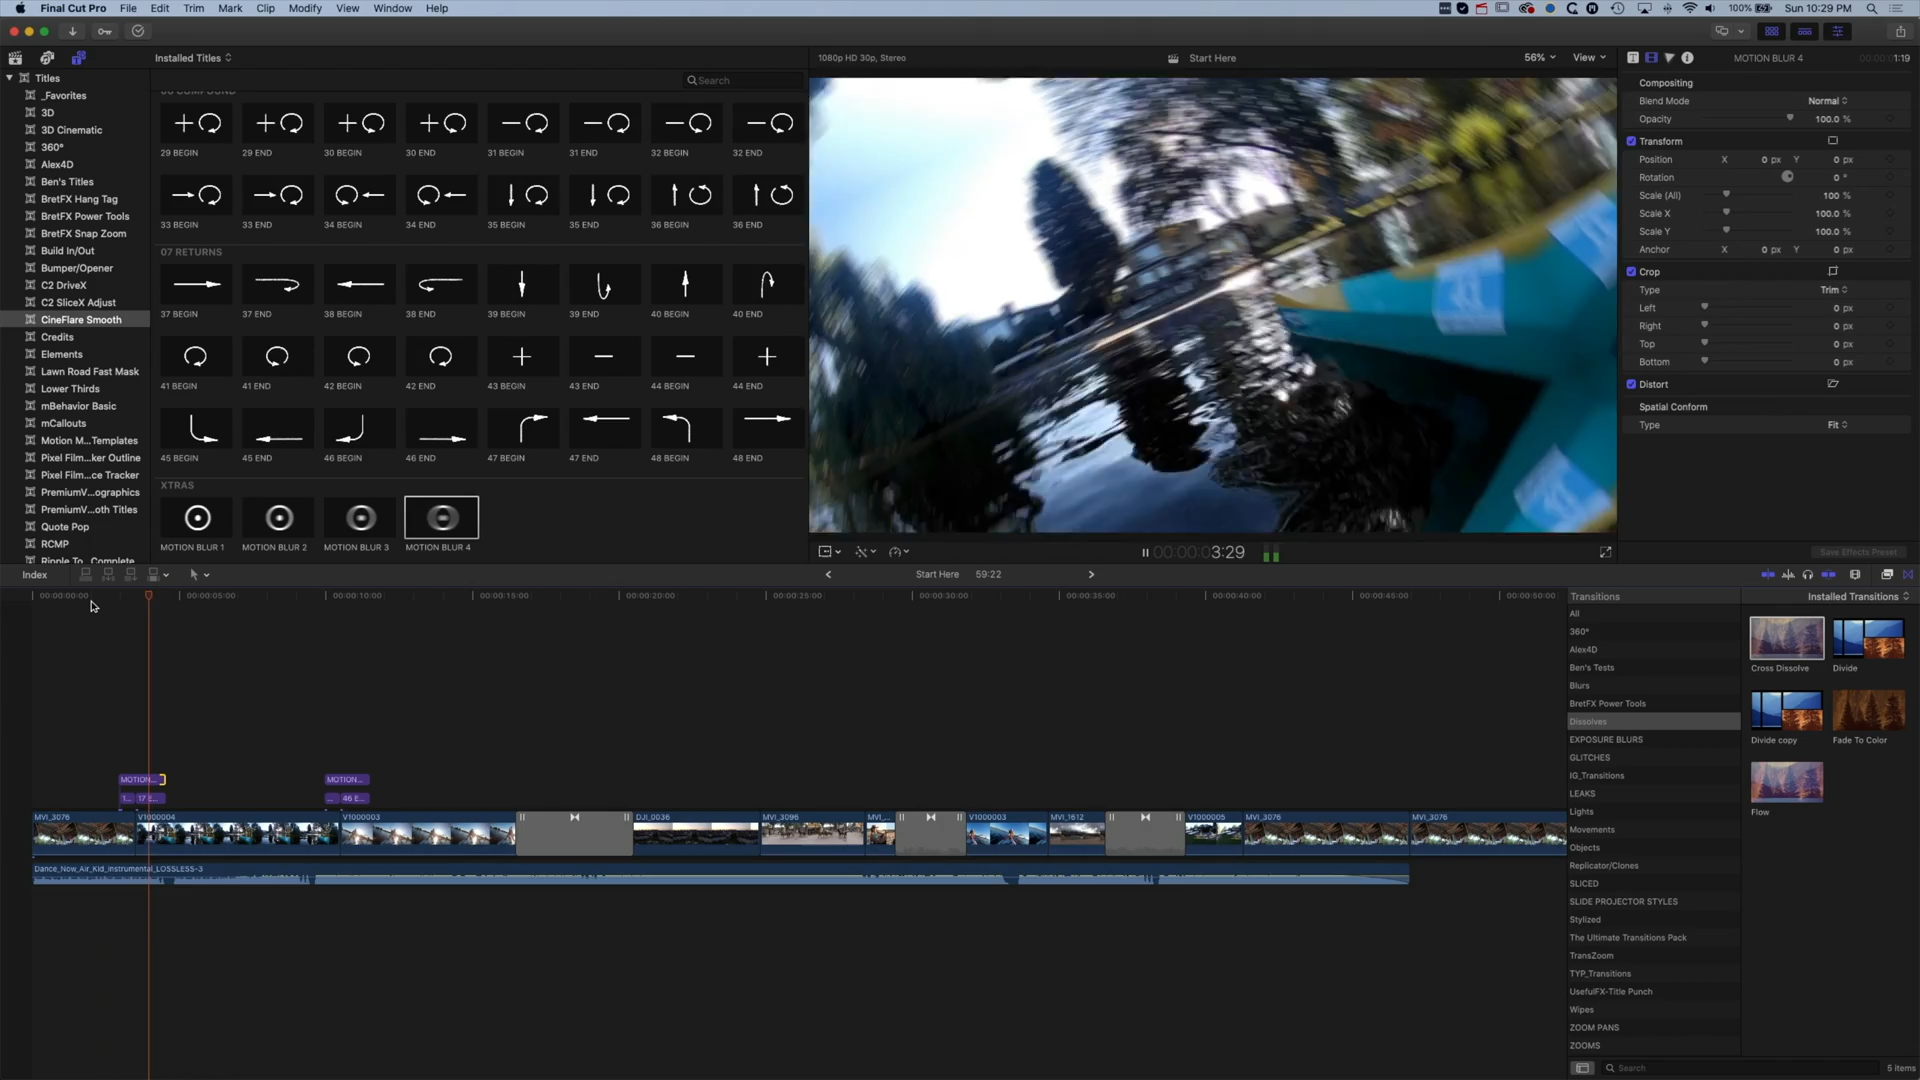 Final Cut Pro File Edit Trim Mark Clip Modify View Window Help
100% Sun 10:29 PM
Installed Titles
1080p HD 30p, Stereo
Start Here
56% View
MOTION BLUR 4
1:19
Search
Titles
_Favorites
3D
3D Cinematic
360°
Alex4D
Ben's Titles
BretFX Hang Tag
BretFX Power Tools
BretFX Snap Zoom
Build In/Out
Bumper/Opener
C2 DriveX
C2 SliceX Adjust
CineFlare Smooth
Credits
Elements
Lawn Road Fast Mask
Lower Thirds
mBehavior Basic
mCallouts
Motion M...Templates
Pixel Film...ker Outline
Pixel Film...ce Tracker
PremiumV...ographics
PremiumV...oth Titles
Quote Pop
RCMP
Ripple To...Complete
29 BEGIN 29 END 30 BEGIN 30 END 31 BEGIN 31 END 32 BEGIN 32 END
33 BEGIN 33 END 34 BEGIN 34 END 35 BEGIN 35 END 36 BEGIN 36 END
07 RETURNS
37 BEGIN 37 END 38 BEGIN 38 END 39 BEGIN 39 END 40 BEGIN 40 END
41 BEGIN 41 END 42 BEGIN 42 END 43 BEGIN 43 END 44 BEGIN 44 END
45 BEGIN 45 END 46 BEGIN 46 END 47 BEGIN 47 END 48 BEGIN 48 END
XTRAS
MOTION BLUR 1 MOTION BLUR 2 MOTION BLUR 3 MOTION BLUR 4
00:00:03:29
Compositing
Blend Mode Normal
Opacity 100.0 %
Transform
Position X 0 px Y 0 px
Rotation 0 °
Scale (All) 100 %
Scale X 100.0 %
Scale Y 100.0 %
Anchor X 0 px Y 0 px
Crop
Type Trim
Left 0 px
Right 0 px
Top 0 px
Bottom 0 px
Distort
Spatial Conform
Type Fit
Save Effects Preset
Index
Start Here 59:22
00:00:00:00 00:00:05:00 00:00:10:00 00:00:15:00 00:00:20:00 00:00:25:00 00:00:30:00 00:00:35:00 00:00:40:00 00:00:45:00 00:00:50:00
MOTION... MOTION...
1... 17 E... ... 46 E...
MVI_3076 V1000004 V1000003 DJI_0036 MVI_3096 MVI_... V1000003 MVI_1612 V1000005 MVI_3076 MVI_3076
Dance_Now_Air_Kid_Instrumental_LOSSLESS-3
Transitions
All
360°
Alex4D
Ben's Tests
Blurs
BretFX Power Tools
Dissolves
EXPOSURE BLURS
GLITCHES
IG_Transitions
LEAKS
Lights
Movements
Objects
Replicator/Clones
SLICED
SLIDE PROJECTOR STYLES
Stylized
The Ultimate Transitions Pack
TransZoom
TYP_Transitions
UsefulFX-Title Punch
Wipes
ZOOM PANS
ZOOMS
Installed Transitions
Cross Dissolve Divide
Divide copy Fade To Color
Flow
Search
5 items